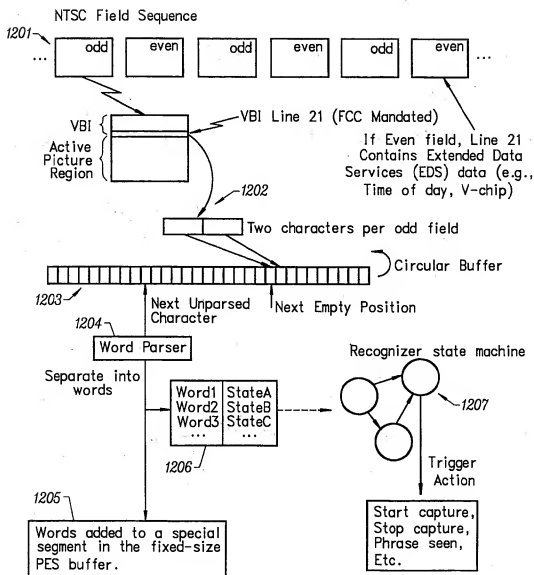 NTSC Field Sequence
1201
... odd even odd even odd even ...
VBI
VBI Line 21 (FCC Mandated)
Active
Picture
Region
If Even field, Line 21
Contains Extended Data
Services (EDS) data (e.g.,
Time of day, V-chip)
1202
Two characters per odd field
Circular Buffer
1203
Next Unparsed
Character
Next Empty Position
1204
Word Parser
Separate into
words
Recognizer state machine
Word1 StateA
Word2 StateB
Word3 StateC
... ...
1206
1207
Trigger
Action
1205
Words added to a special
segment in the fixed-size
PES buffer.
Start capture,
Stop capture,
Phrase seen,
Etc.